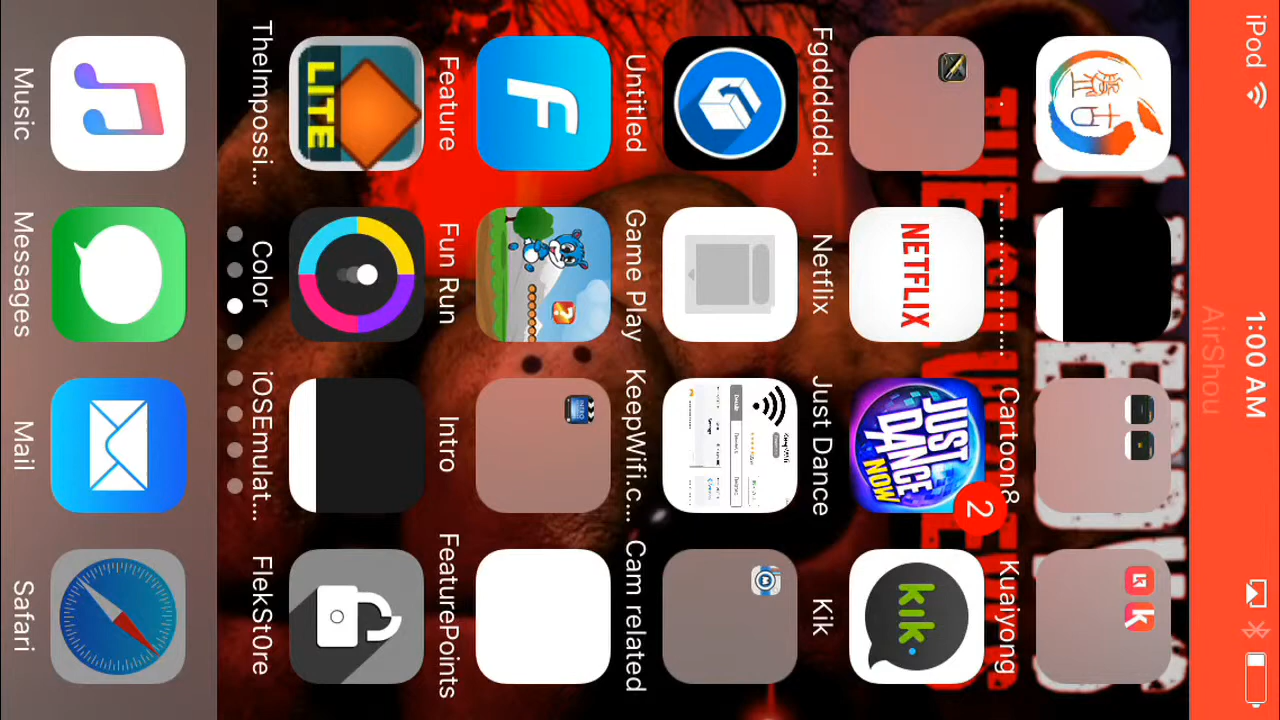 iPod 1:00 AM
AirShou
............... Cartoon8 Kuaiyong
NETFLIX
JUST
DANCE
NOW
2
kik
Fgdddddd... Netflix Just Dance Kik
Untitled Game Play KeepWifi.c... Cam related
F
Feature Fun Run Intro FeaturePoints
LITE
TheImpossi... Color iOSEmulat... FlekSt0re
Music Messages Mail Safari